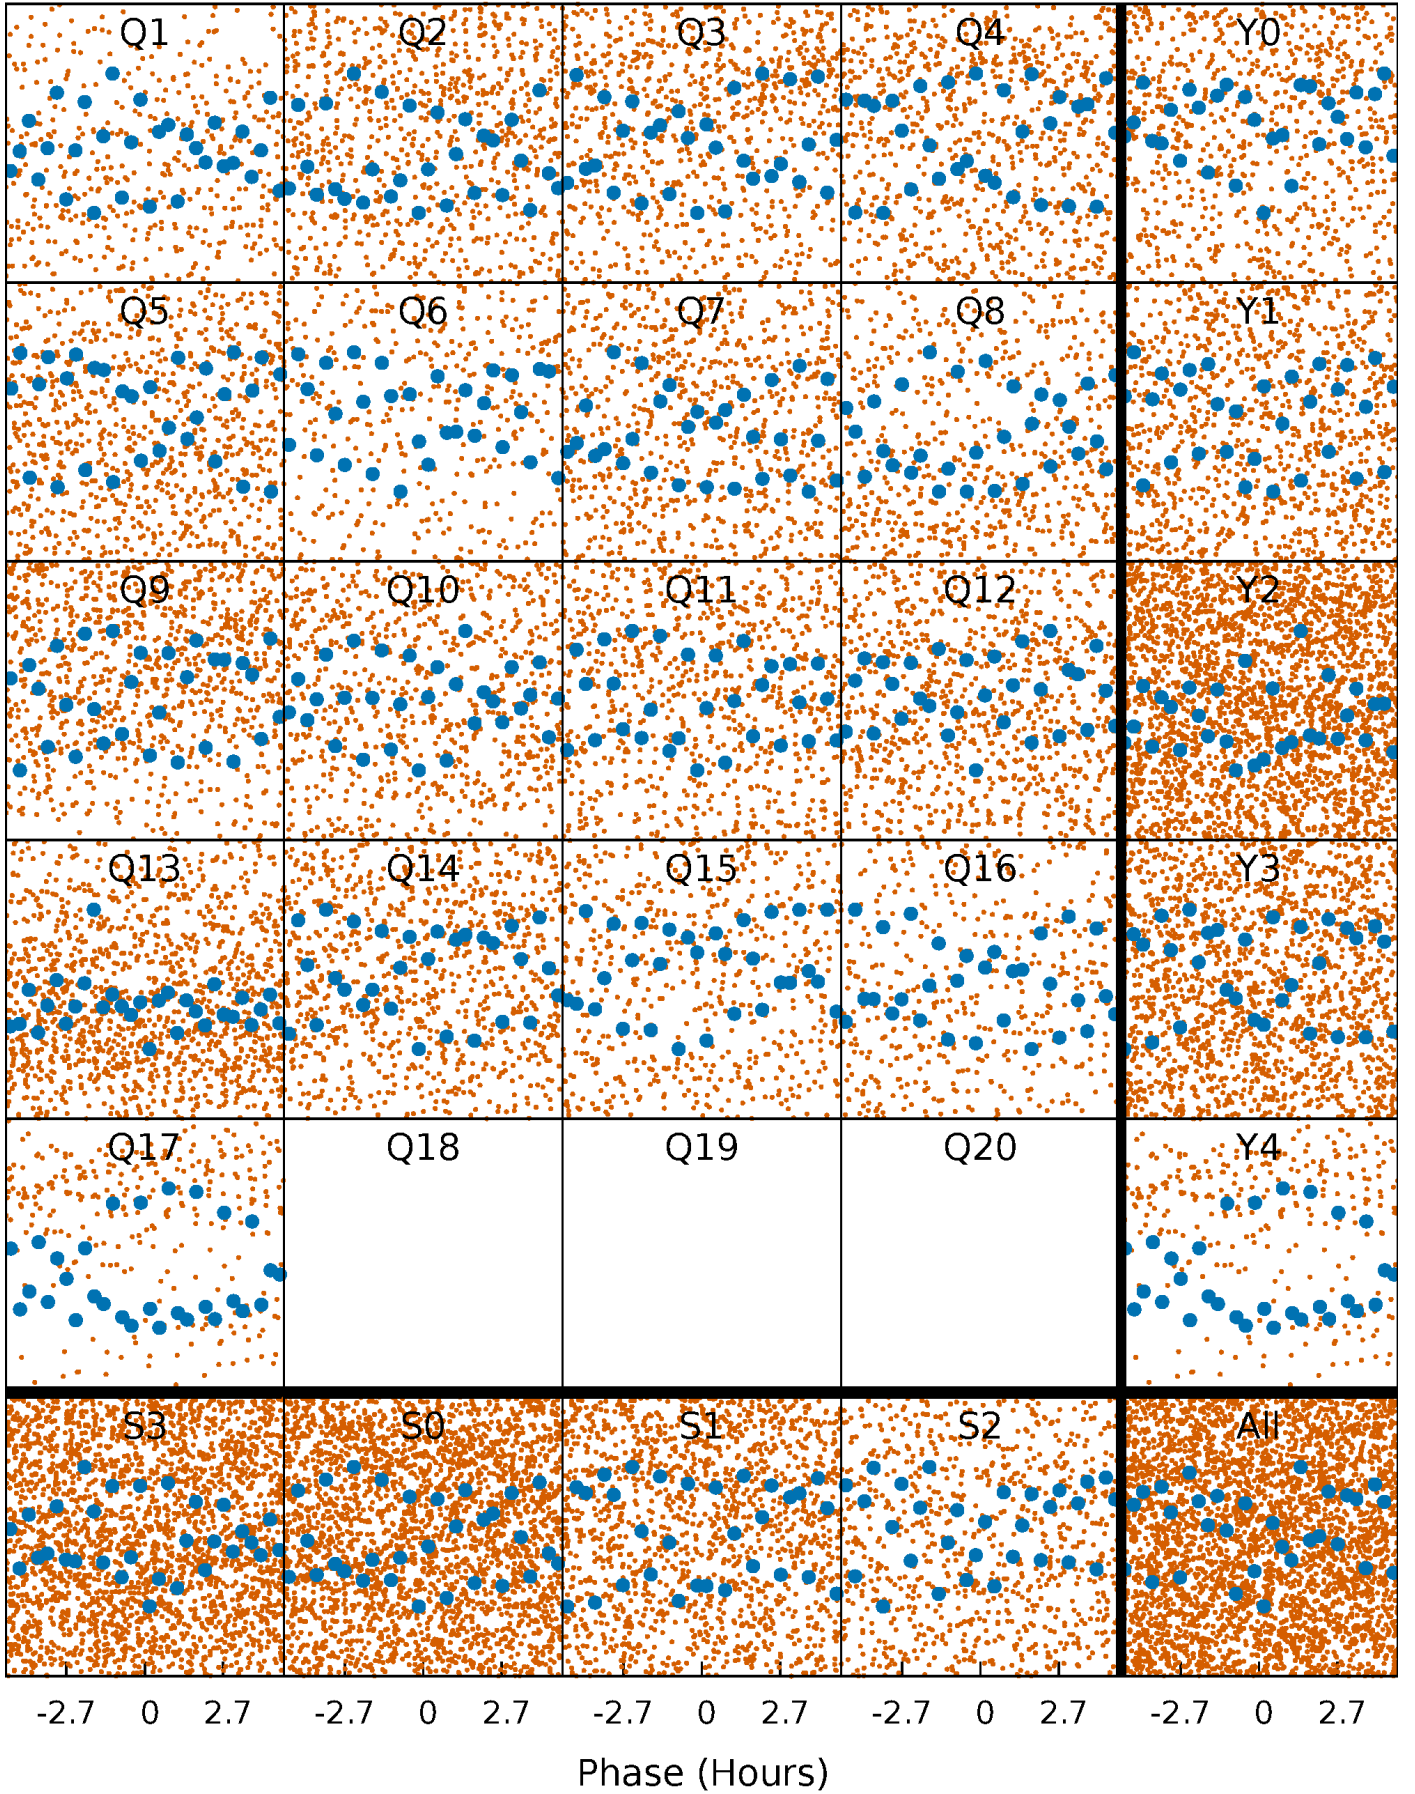 Q1 Q2 Q3 Q4 Y0
Q5 Q6 Q7 Q8 Y1
Q9 Q10 Q11 Q12 Y2
Q13 Q14 Q15 Q16 Y3
Q17 Q18 Q19 Q20 Y4
S3 S0 S1 S2 All
-2.7 0 2.7 -2.7 0 2.7 -2.7 0 2.7 -2.7 0 2.7 -2.7 0 2.7
Phase (Hours)